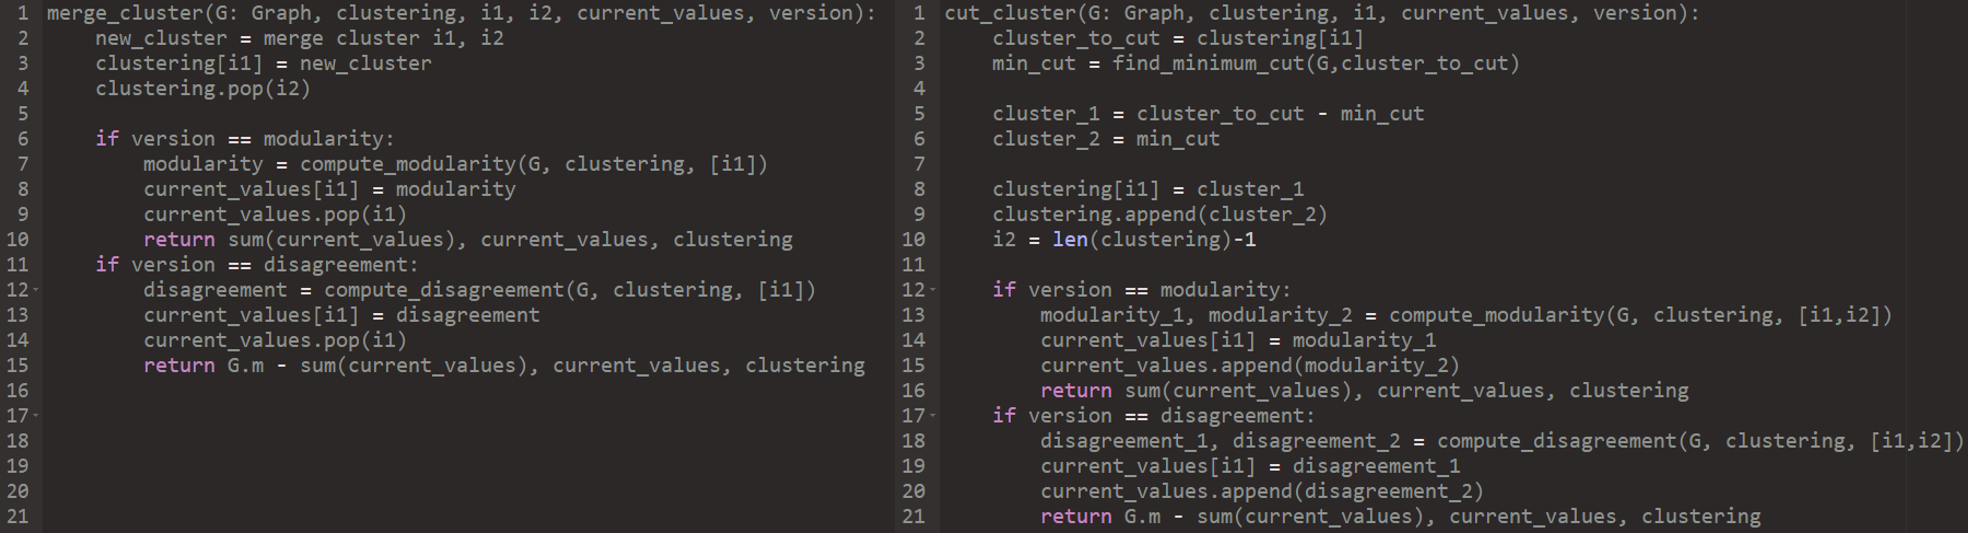 1 merge_cluster(G: Graph, clustering, i1, i2, current_values, version):
2     new_cluster = merge cluster i1, i2
3     clustering[i1] = new_cluster
4     clustering.pop(i2)
5
6     if version == modularity:
7         modularity = compute_modularity(G, clustering, [i1])
8         current_values[i1] = modularity
9         current_values.pop(i1)
10         return sum(current_values), current_values, clustering
11     if version == disagreement:
12         disagreement = compute_disagreement(G, clustering, [i1])
13         current_values[i1] = disagreement
14         current_values.pop(i1)
15         return G.m - sum(current_values), current_values, clustering
16
17
18
19
20
21
1 cut_cluster(G: Graph, clustering, i1, current_values, version):
2     cluster_to_cut = clustering[i1]
3     min_cut = find_minimum_cut(G,cluster_to_cut)
4
5     cluster_1 = cluster_to_cut - min_cut
6     cluster_2 = min_cut
7
8     clustering[i1] = cluster_1
9     clustering.append(cluster_2)
10     i2 = len(clustering)-1
11
12     if version == modularity:
13         modularity_1, modularity_2 = compute_modularity(G, clustering, [i1,i2])
14         current_values[i1] = modularity_1
15         current_values.append(modularity_2)
16         return sum(current_values), current_values, clustering
17     if version == disagreement:
18         disagreement_1, disagreement_2 = compute_disagreement(G, clustering, [i1,i2])
19         current_values[i1] = disagreement_1
20         current_values.append(disagreement_2)
21         return G.m - sum(current_values), current_values, clustering